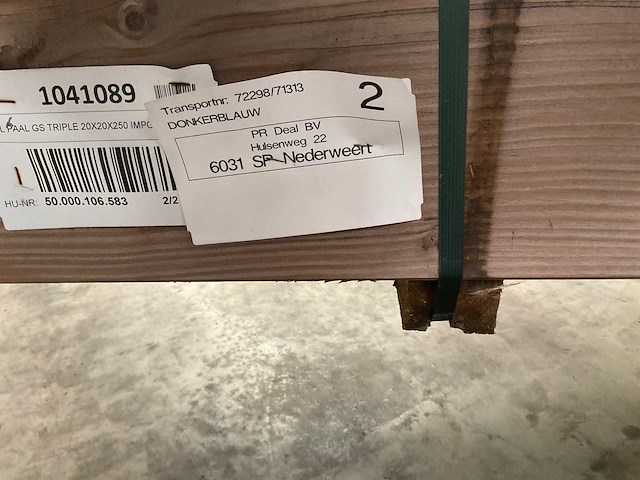 1041089
PAAL GS TRIPLE 20X20X250
HU-NR: 50.000.106.583 2/2
Transportnr: 72298/71313 2
DONKERBLAUW
PR Deal BV
Hulsenweg 22
6031 SP Nederweert